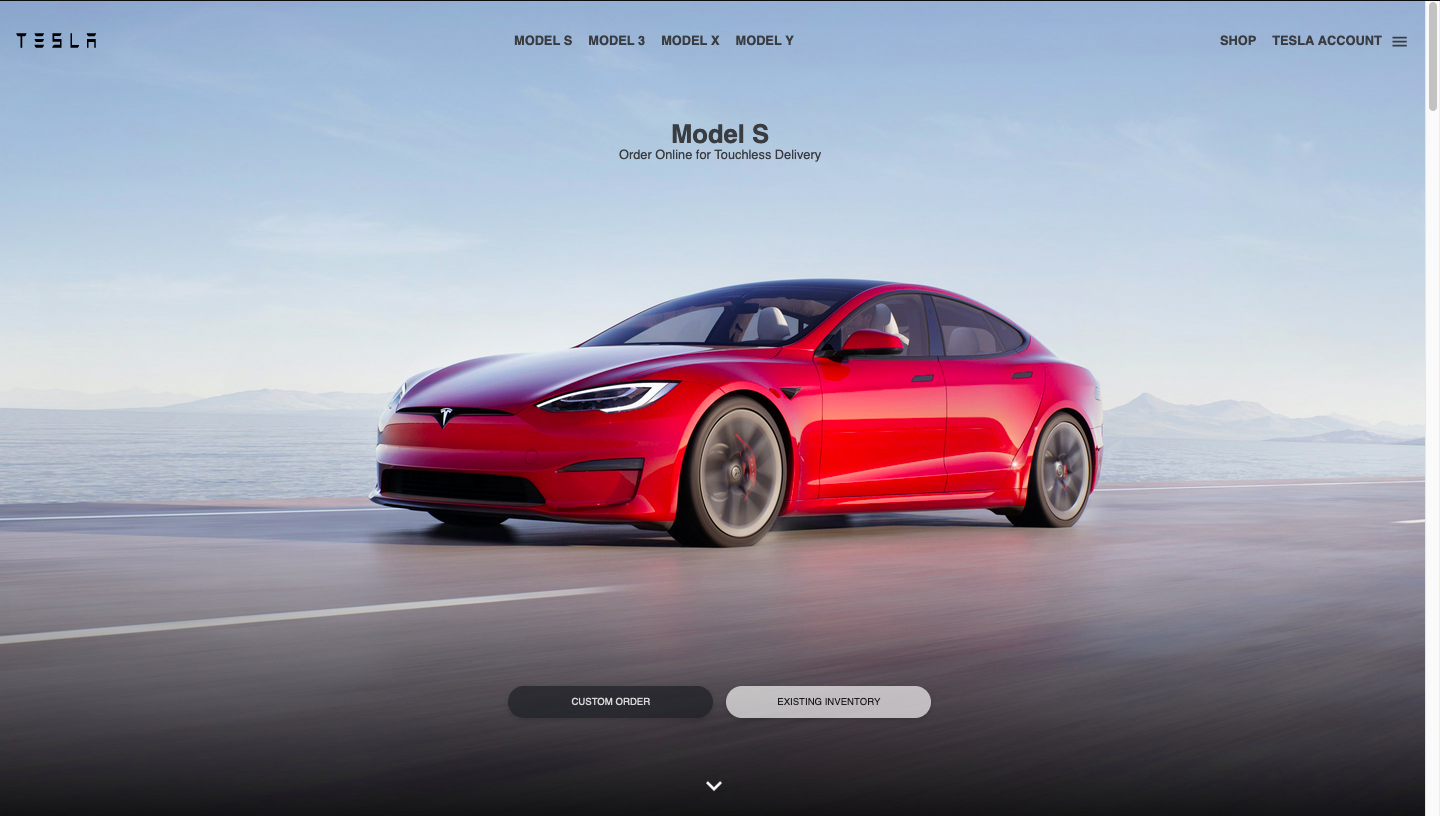 TESLA
MODEL S MODEL 3 MODEL X MODEL Y
SHOP TESLA ACCOUNT
Model S
Order Online for Touchless Delivery
CUSTOM ORDER
EXISTING INVENTORY